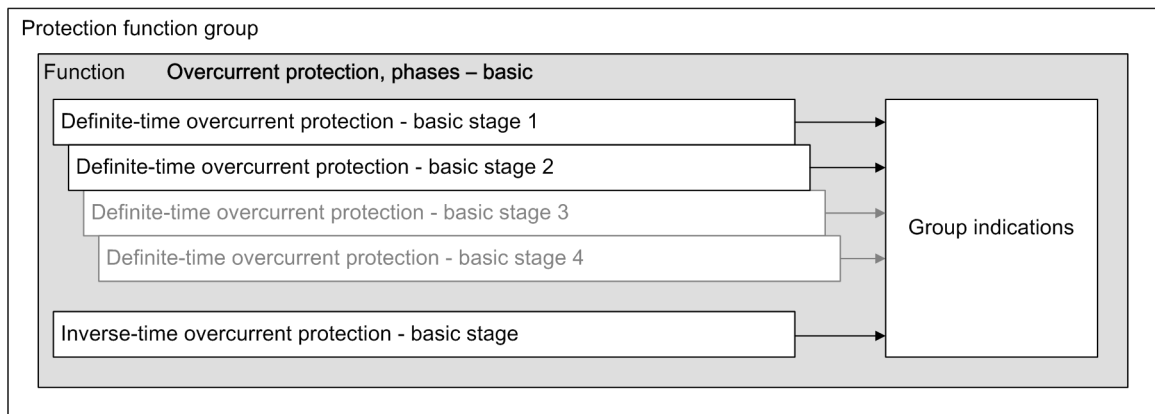 Protection function group
Function Overcurrent protection, phases – basic
Definite-time overcurrent protection - basic stage 1
Definite-time overcurrent protection - basic stage 2
Definite-time overcurrent protection - basic stage 3
Definite-time overcurrent protection - basic stage 4
Group indications
Inverse-time overcurrent protection - basic stage